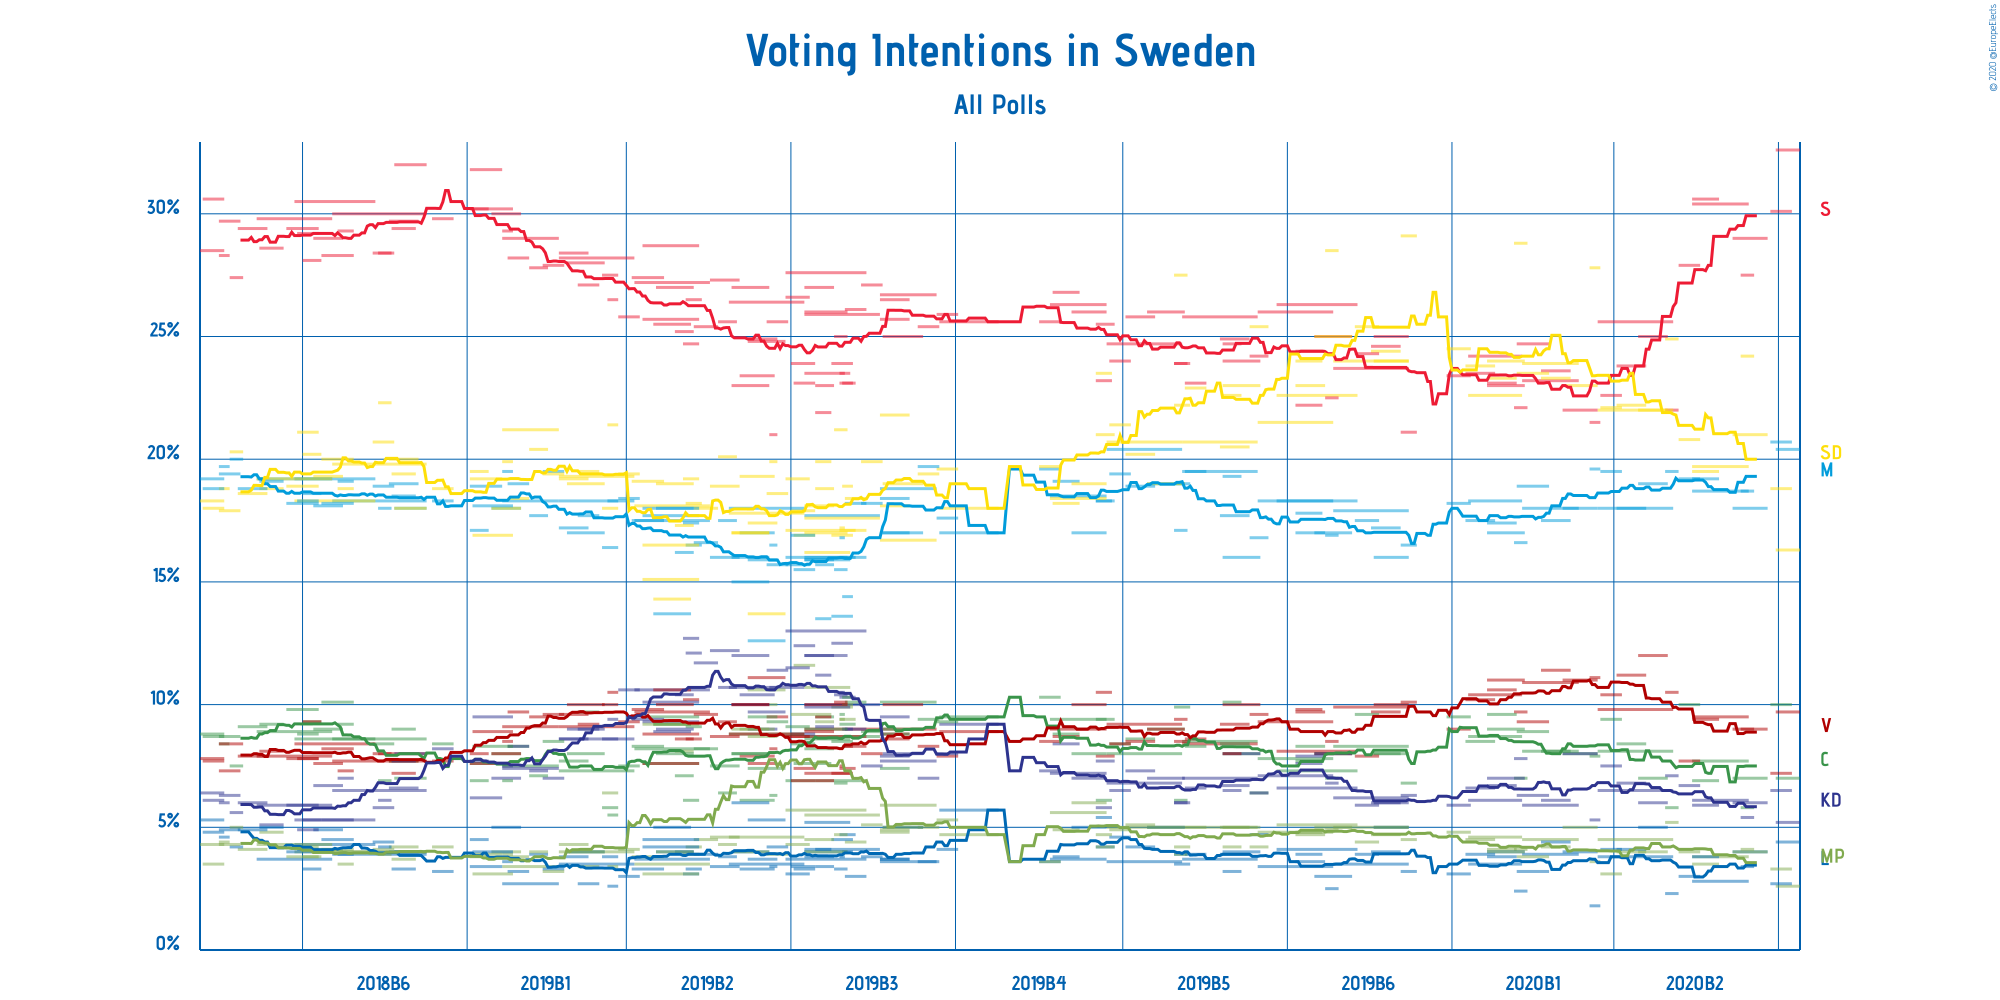 Voting Intentions in Sweden
All Polls
© 2020 @EuropeElects
30%
25%
20%
15%
10%
5%
0%
S
SD
M
V
C
KD
MP
2018B6
2019B1
2019B2
2019B3
2019B4
2019B5
2019B6
2020B1
2020B2